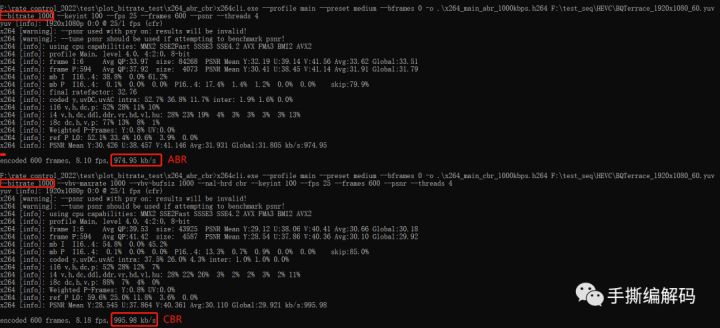 F:\rate control_2022\test\plot_bitrate_test\x264_abr_cbr>x264cli.exe --profile main --preset medium --bframes 0 -o .\x264_main_abr_1000kbps.h264 F:\test_seq\HEVC\BQTerrace_1920x1080_60.yuv
--bitrate 1000 --keyint 100 --fps 25 --frames 600 --psnr --threads 4
yuv [info]: 1920x1080p 0:0 @ 25/1 fps (cfr)
x264 [warning]: --psnr used with psy on: results will be invalid!
x264 [warning]: --tune psnr should be used if attempting to benchmark psnr!
x264 [info]: using cpu capabilities: MMX2 SSE2Fast SSSE3 SSE4.2 AVX FMA3 BMI2 AVX2
x264 [info]: profile Main, level 4.0, 4:2:0, 8-bit
x264 [info]: frame I:6 Avg QP:33.97 size: 84268 PSNR Mean Y:32.19 U:39.14 V:41.56 Avg:33.62 Global:33.51
x264 [info]: frame P:594 Avg QP:37.92 size: 4073 PSNR Mean Y:30.41 U:38.45 V:41.14 Avg:31.91 Global:31.79
x264 [info]: mb I I16..4: 38.8% 0.0% 61.2%
x264 [info]: mb P I16..4: 0.1% 0.0% 0.0% P16..4: 17.4% 1.4% 1.2% 0.0% 0.0% skip:79.9%
x264 [info]: final ratefactor: 32.76
x264 [info]: coded y,uvDC,uvAC intra: 52.7% 36.8% 11.7% inter: 1.9% 1.6% 0.0%
x264 [info]: i16 v,h,dc,p: 52% 28% 11% 10%
x264 [info]: i4 v,h,dc,ddl,ddr,vr,hd,vl,hu: 28% 23% 19% 4% 3% 3% 3% 3% 13%
x264 [info]: i8c dc,h,v,p: 77% 13% 8% 1%
x264 [info]: Weighted P-Frames: Y:0.8% UV:0.0%
x264 [info]: ref P L0: 52.1% 33.4% 10.6% 3.9% 0.0%
x264 [info]: PSNR Mean Y:30.426 U:38.457 V:41.146 Avg:31.931 Global:31.805 kb/s:974.95
encoded 600 frames, 8.10 fps, 974.95 kb/s ABR
F:\rate control_2022\test\plot_bitrate_test\x264_abr_cbr>x264cli.exe --profile main --preset medium --bframes 0 -o .\x264_main_cbr_1000kbps.h264 F:\test_seq\HEVC\BQTerrace_1920x1080_60.yuv
--bitrate 1000 --vbv-maxrate 1000 --vbv-bufsiz 1000 --nal-hrd cbr --keyint 100 --fps 25 --frames 600 --psnr --threads 4
yuv [info]: 1920x1080p 0:0 @ 25/1 fps (cfr)
x264 [warning]: --psnr used with psy on: results will be invalid!
x264 [warning]: --tune psnr should be used if attempting to benchmark psnr!
x264 [info]: using cpu capabilities: MMX2 SSE2Fast SSSE3 SSE4.2 AVX FMA3 BMI2 AVX2
x264 [info]: profile Main, level 4.0, 4:2:0, 8-bit
x264 [info]: frame I:6 Avg QP:39.53 size: 43925 PSNR Mean Y:29.12 U:38.06 V:40.41 Avg:30.66 Global:30.18
x264 [info]: frame P:594 Avg QP:41.42 size: 4587 PSNR Mean Y:28.54 U:37.86 V:40.36 Avg:30.10 Global:29.92
x264 [info]: mb I I16..4: 54.8% 0.0% 45.2%
x264 [info]: mb P I16..4: 0.1% 0.0% 0.0% P16..4: 13.3% 0.7% 0.9% 0.0% 0.0% skip:85.0%
x264 [info]: coded y,uvDC,uvAC intra: 37.5% 26.0% 4.3% inter: 1.0% 1.0% 0.0%
x264 [info]: i16 v,h,dc,p: 52% 28% 12% 7%
x264 [info]: i4 v,h,dc,ddl,ddr,vr,hd,vl,hu: 28% 22% 26% 3% 2% 2% 3% 2% 11%
x264 [info]: i8c dc,h,v,p: 88% 7% 4% 0%
x264 [info]: Weighted P-Frames: Y:0.8% UV:0.0%
x264 [info]: ref P L0: 59.6% 25.0% 11.8% 3.6% 0.0%
x264 [info]: PSNR Mean Y:28.545 U:37.864 V:40.361 Avg:30.110 Global:29.921 kb/s:995.98
encoded 600 frames, 8.18 fps, 995.98 kb/s CBR
手撕编解码